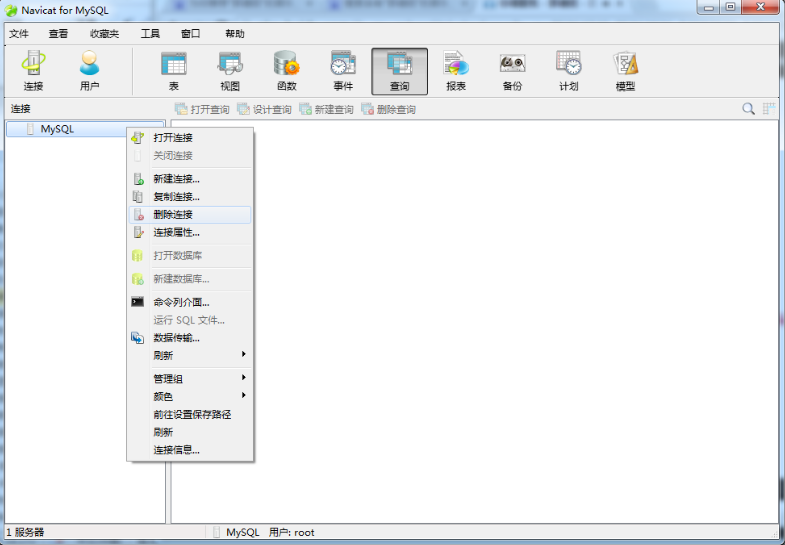 Navicat for MySQL
文件 查看 收藏夹 工具 窗口 帮助
连接 用户 表 视图 函数 事件 查询 报表 备份 计划 模型
连接 打开查询 设计查询 新建查询 删除查询
MySQL
打开连接
关闭连接
新建连接...
复制连接...
删除连接
连接属性...
打开数据库
新建数据库...
命令列介面...
运行 SQL 文件...
数据传输...
刷新
管理组
颜色
前往设置保存路径
刷新
连接信息...
1 服务器 MySQL 用户: root